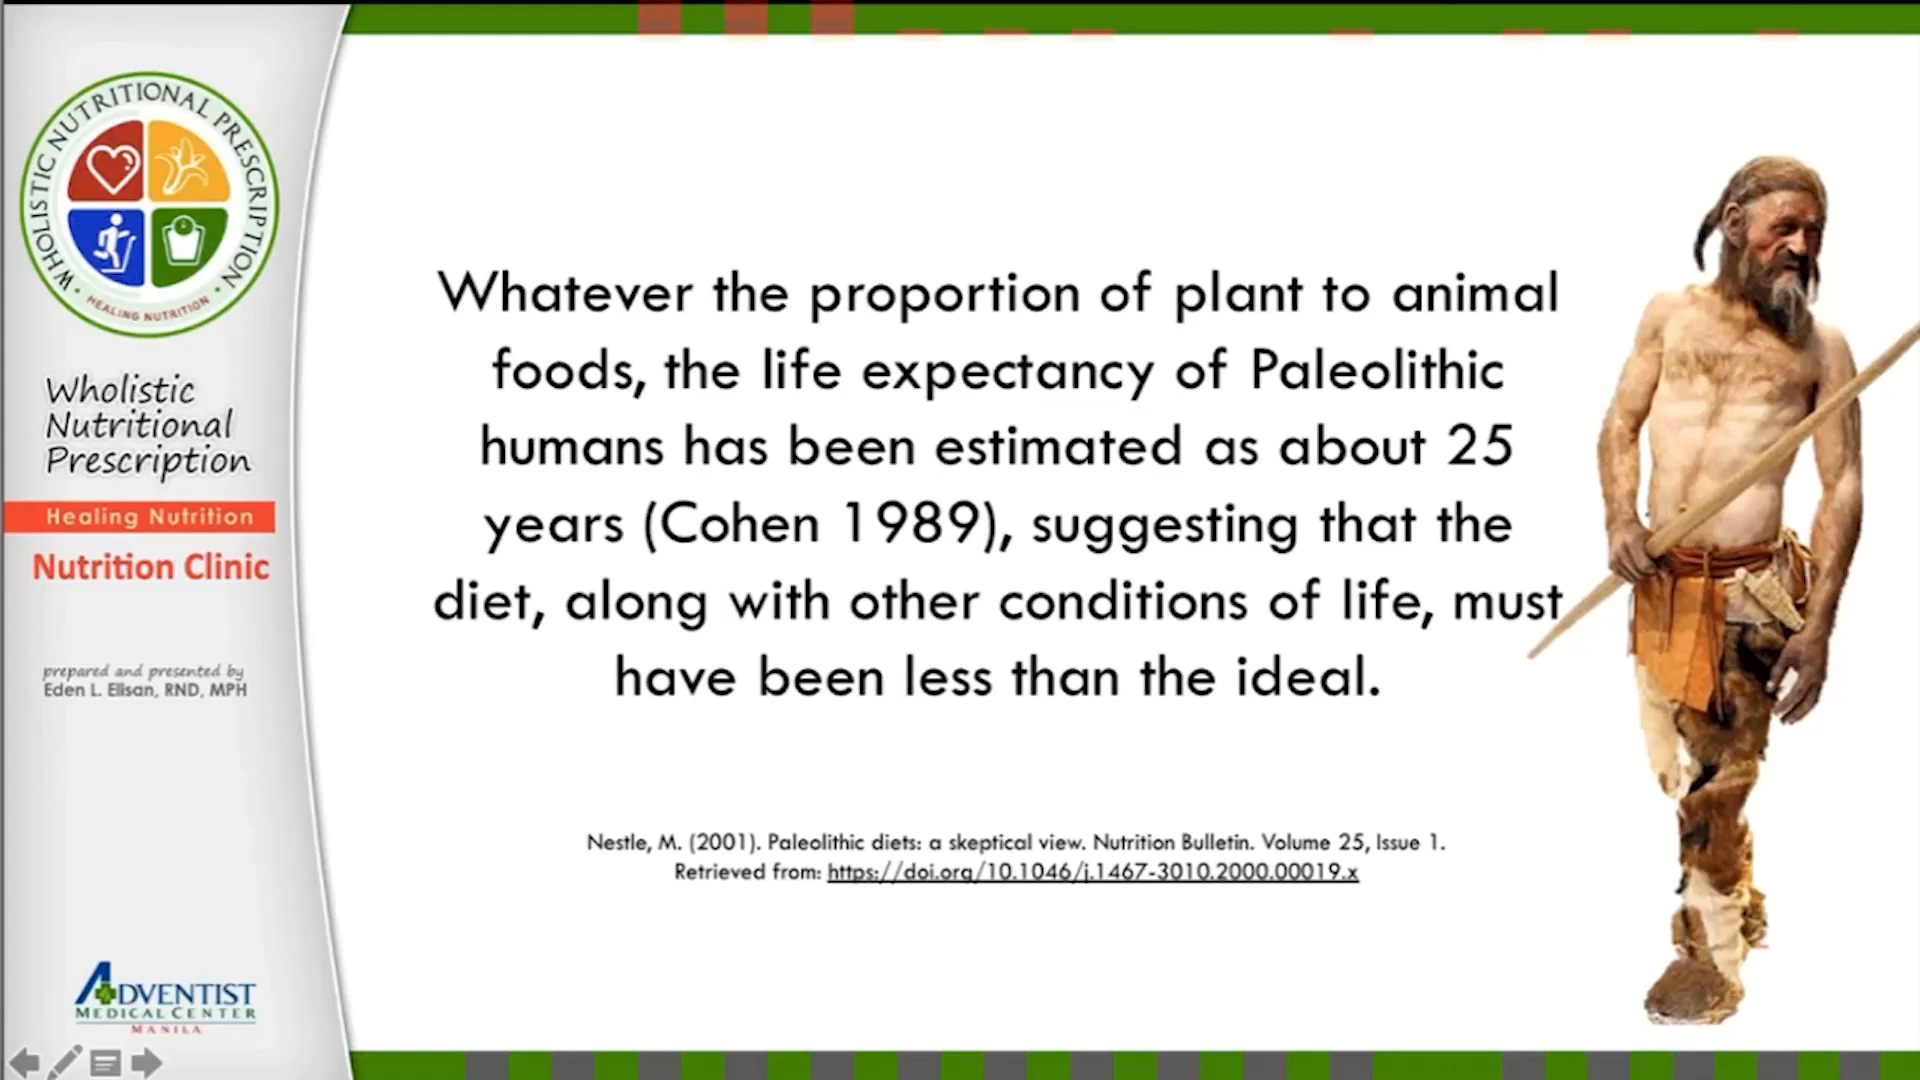 WHOLISTIC NUTRITIONAL PRESCRIPTION
HEALING NUTRITION
Wholistic
Nutritional
Prescription
Healing Nutrition
Nutrition Clinic
prepared and presented by
Eden L. Elisan, RND, MPH
ADVENTIST
MEDICAL CENTER
MANILA
Whatever the proportion of plant to animal
foods, the life expectancy of Paleolithic
humans has been estimated as about 25
years (Cohen 1989), suggesting that the
diet, along with other conditions of life, must
have been less than the ideal.
Nestle, M. (2001). Paleolithic diets: a skeptical view. Nutrition Bulletin. Volume 25, Issue 1.
Retrieved from: https://doi.org/10.1046/j.1467-3010.2000.00019.x